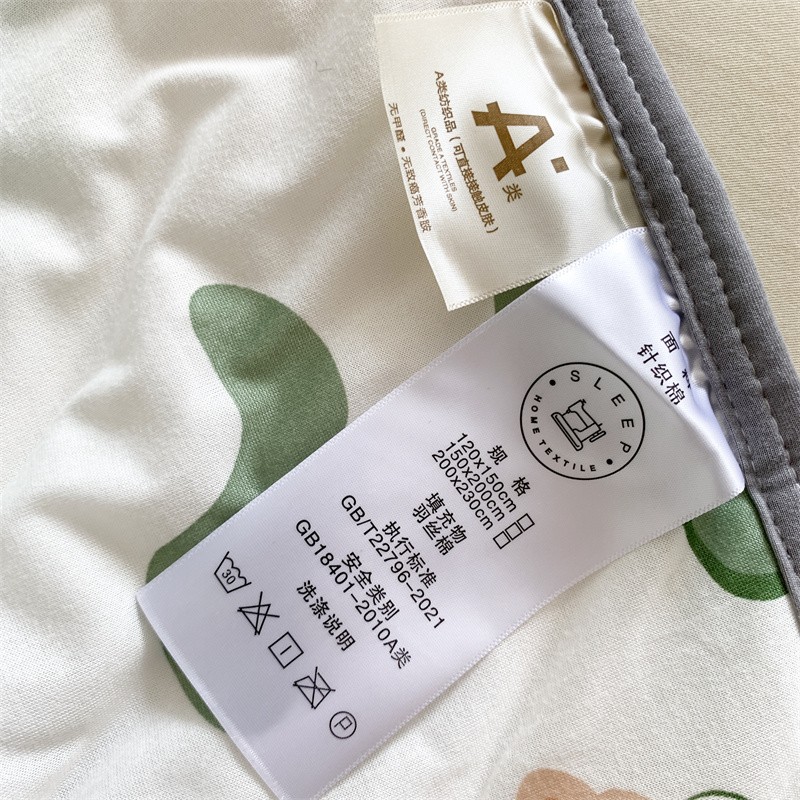 A类
A类纺织品（可直接接触皮肤）
GRADE A TEXTILES
(DIRECT CONTACT WITH SKIN)
无甲醛•无致癌芳香胺
面料
针织棉
SLEEP
HOME TEXTILE
规格
120x150cm
150x200cm
200x230cm
填充物
羽丝棉
执行标准
GB/T22796-2021
安全类别
GB18401-2010A类
洗涤说明
30
P